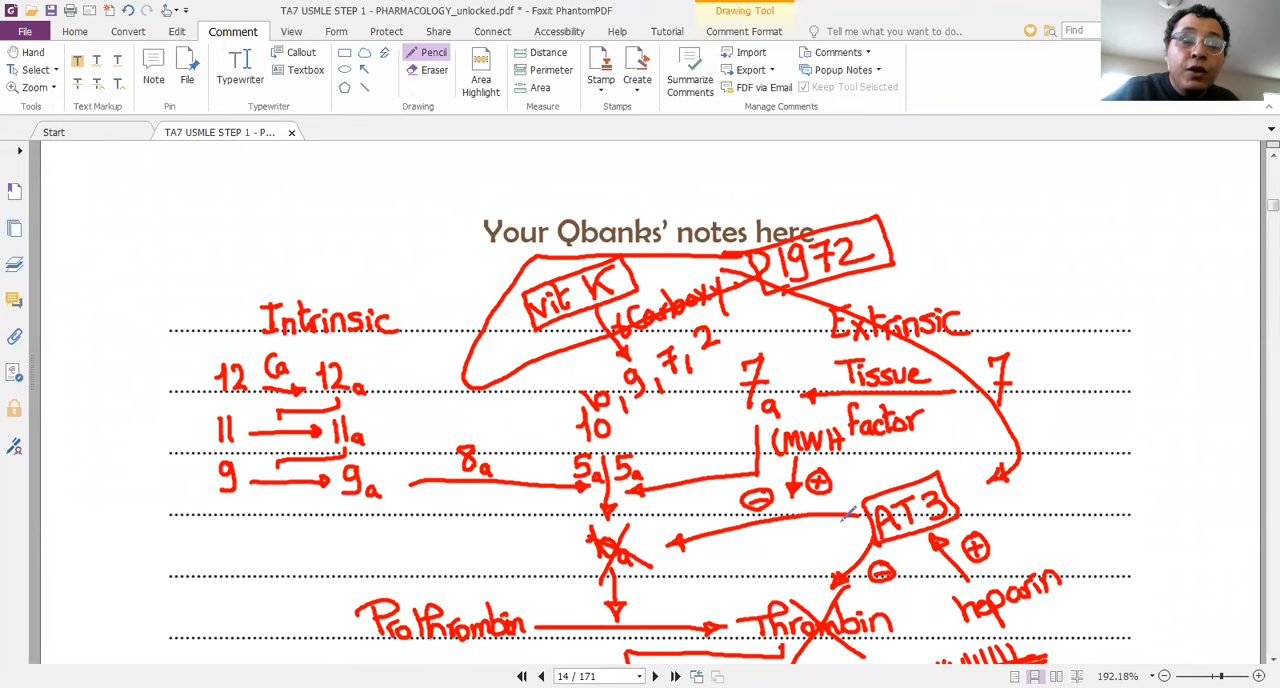 TA7 USMLE STEP 1 - PHARMACOLOGY_unlocked.pdf * - Foxit PhantomPDF
Drawing Tool
File Home Convert Edit Comment View Form Protect Share Connect Accessibility Help Tutorial Comment Format Tell me what you want to do... Find
Hand
Select
Zoom
Tools
Text Markup
Note
File
Pin
Typewriter
Callout
Textbox
Typewriter
Pencil
Eraser
Drawing
Area
Highlight
Distance
Perimeter
Area
Measure
Stamp
Create
Stamps
Summarize
Comments
Import
Export
FDF via Email
Comments
Popup Notes
Keep Tool Selected
Manage Comments
Start
TA7 USMLE STEP 1 - P...
Your Qbanks' notes here
1972
vit K
Carboxy
Intrinsic
Extrinsic
10, 9, 7, 2
12 Ca 12a
7a Tissue factor 7
11 11a
10
LMWH
9 9a 8a 5a 5a
+
-
AT3
10a
+
-
heparin
Prothrombin Thrombin
14 / 171
192.18%